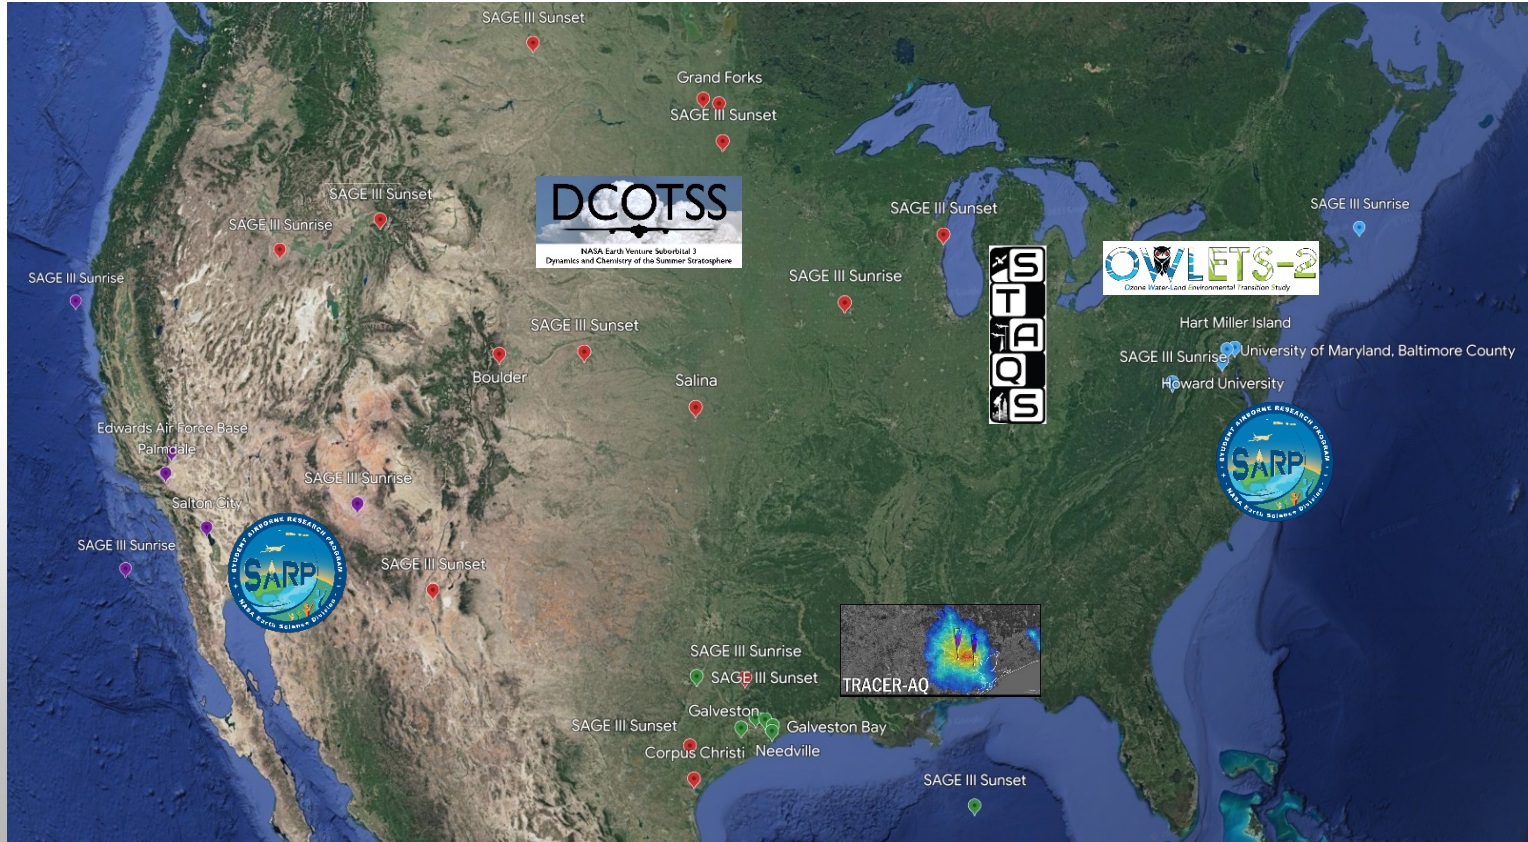 SAGE III Sunset
Grand Forks
SAGE III Sunset
SAGE III Sunset
SAGE III Sunrise
SAGE III Sunrise
DCOTSS
NASA Earth Venture Suborbital 3
Dynamics and Chemistry of the Summer Stratosphere
SAGE III Sunset
SAGE III Sunrise
SAGE III Sunrise
STAQS
OWLETS-2
Ozone Water-Land Environmental Transition Study
Hart Miller Island
University of Maryland, Baltimore County
SAGE III Sunrise
Howard University
SAGE III Sunset
Boulder
Salina
Edwards Air Force Base
Palmdale
SAGE III Sunrise
Salton City
SAGE III Sunrise
STUDENT AIRBORNE RESEARCH PROGRAM
SARP
NASA Earth Science Division
STUDENT AIRBORNE RESEARCH PROGRAM
SARP
NASA Earth Science Division
SAGE III Sunset
TRACER-AQ
SAGE III Sunrise
SAGE III Sunset
Galveston
SAGE III Sunset
Galveston Bay
Corpus Christi
Needville
SAGE III Sunset